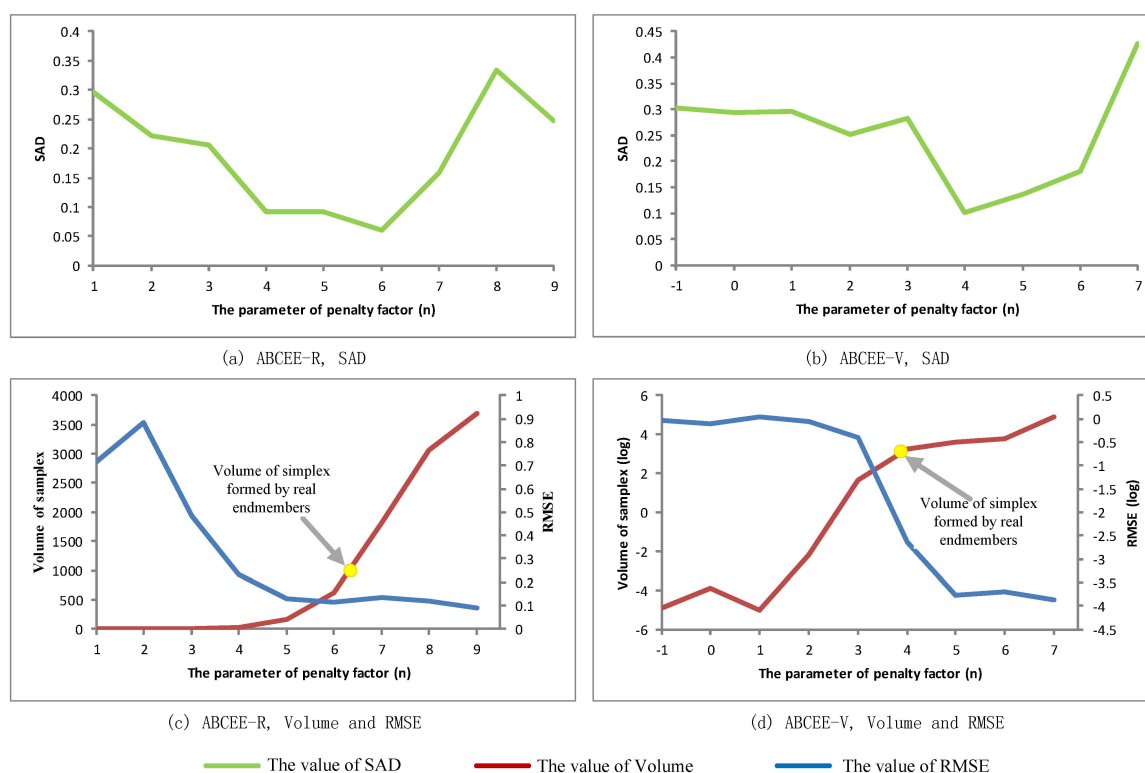 0.4
0.35
0.3
0.25
0.2
0.15
0.1
0.05
0
SAD
1 2 3 4 5 6 7 8 9
The parameter of penalty factor (n)
(a) ABCEE-R, SAD
0.45
0.4
0.35
0.3
0.25
0.2
0.15
0.1
0.05
0
SAD
-1 0 1 2 3 4 5 6 7
The parameter of penalty factor (n)
(b) ABCEE-V, SAD
4000
3500
3000
2500
2000
1500
1000
500
0
Volume of samplex
Volume of simplex
formed by real
endmembers
1
0.9
0.8
0.7
0.6
0.5
0.4
0.3
0.2
0.1
0
RMSE
1 2 3 4 5 6 7 8 9
The parameter of penalty factor (n)
(c) ABCEE-R, Volume and RMSE
6
4
2
0
-2
-4
-6
Volume of samplex (log)
Volume of simplex
formed by real
endmembers
0.5
0
-0.5
-1
-1.5
-2
-2.5
-3
-3.5
-4
-4.5
RMSE (log)
-1 0 1 2 3 4 5 6 7
The parameter of penalty factor (n)
(d) ABCEE-V, Volume and RMSE
The value of SAD The value of Volume The value of RMSE